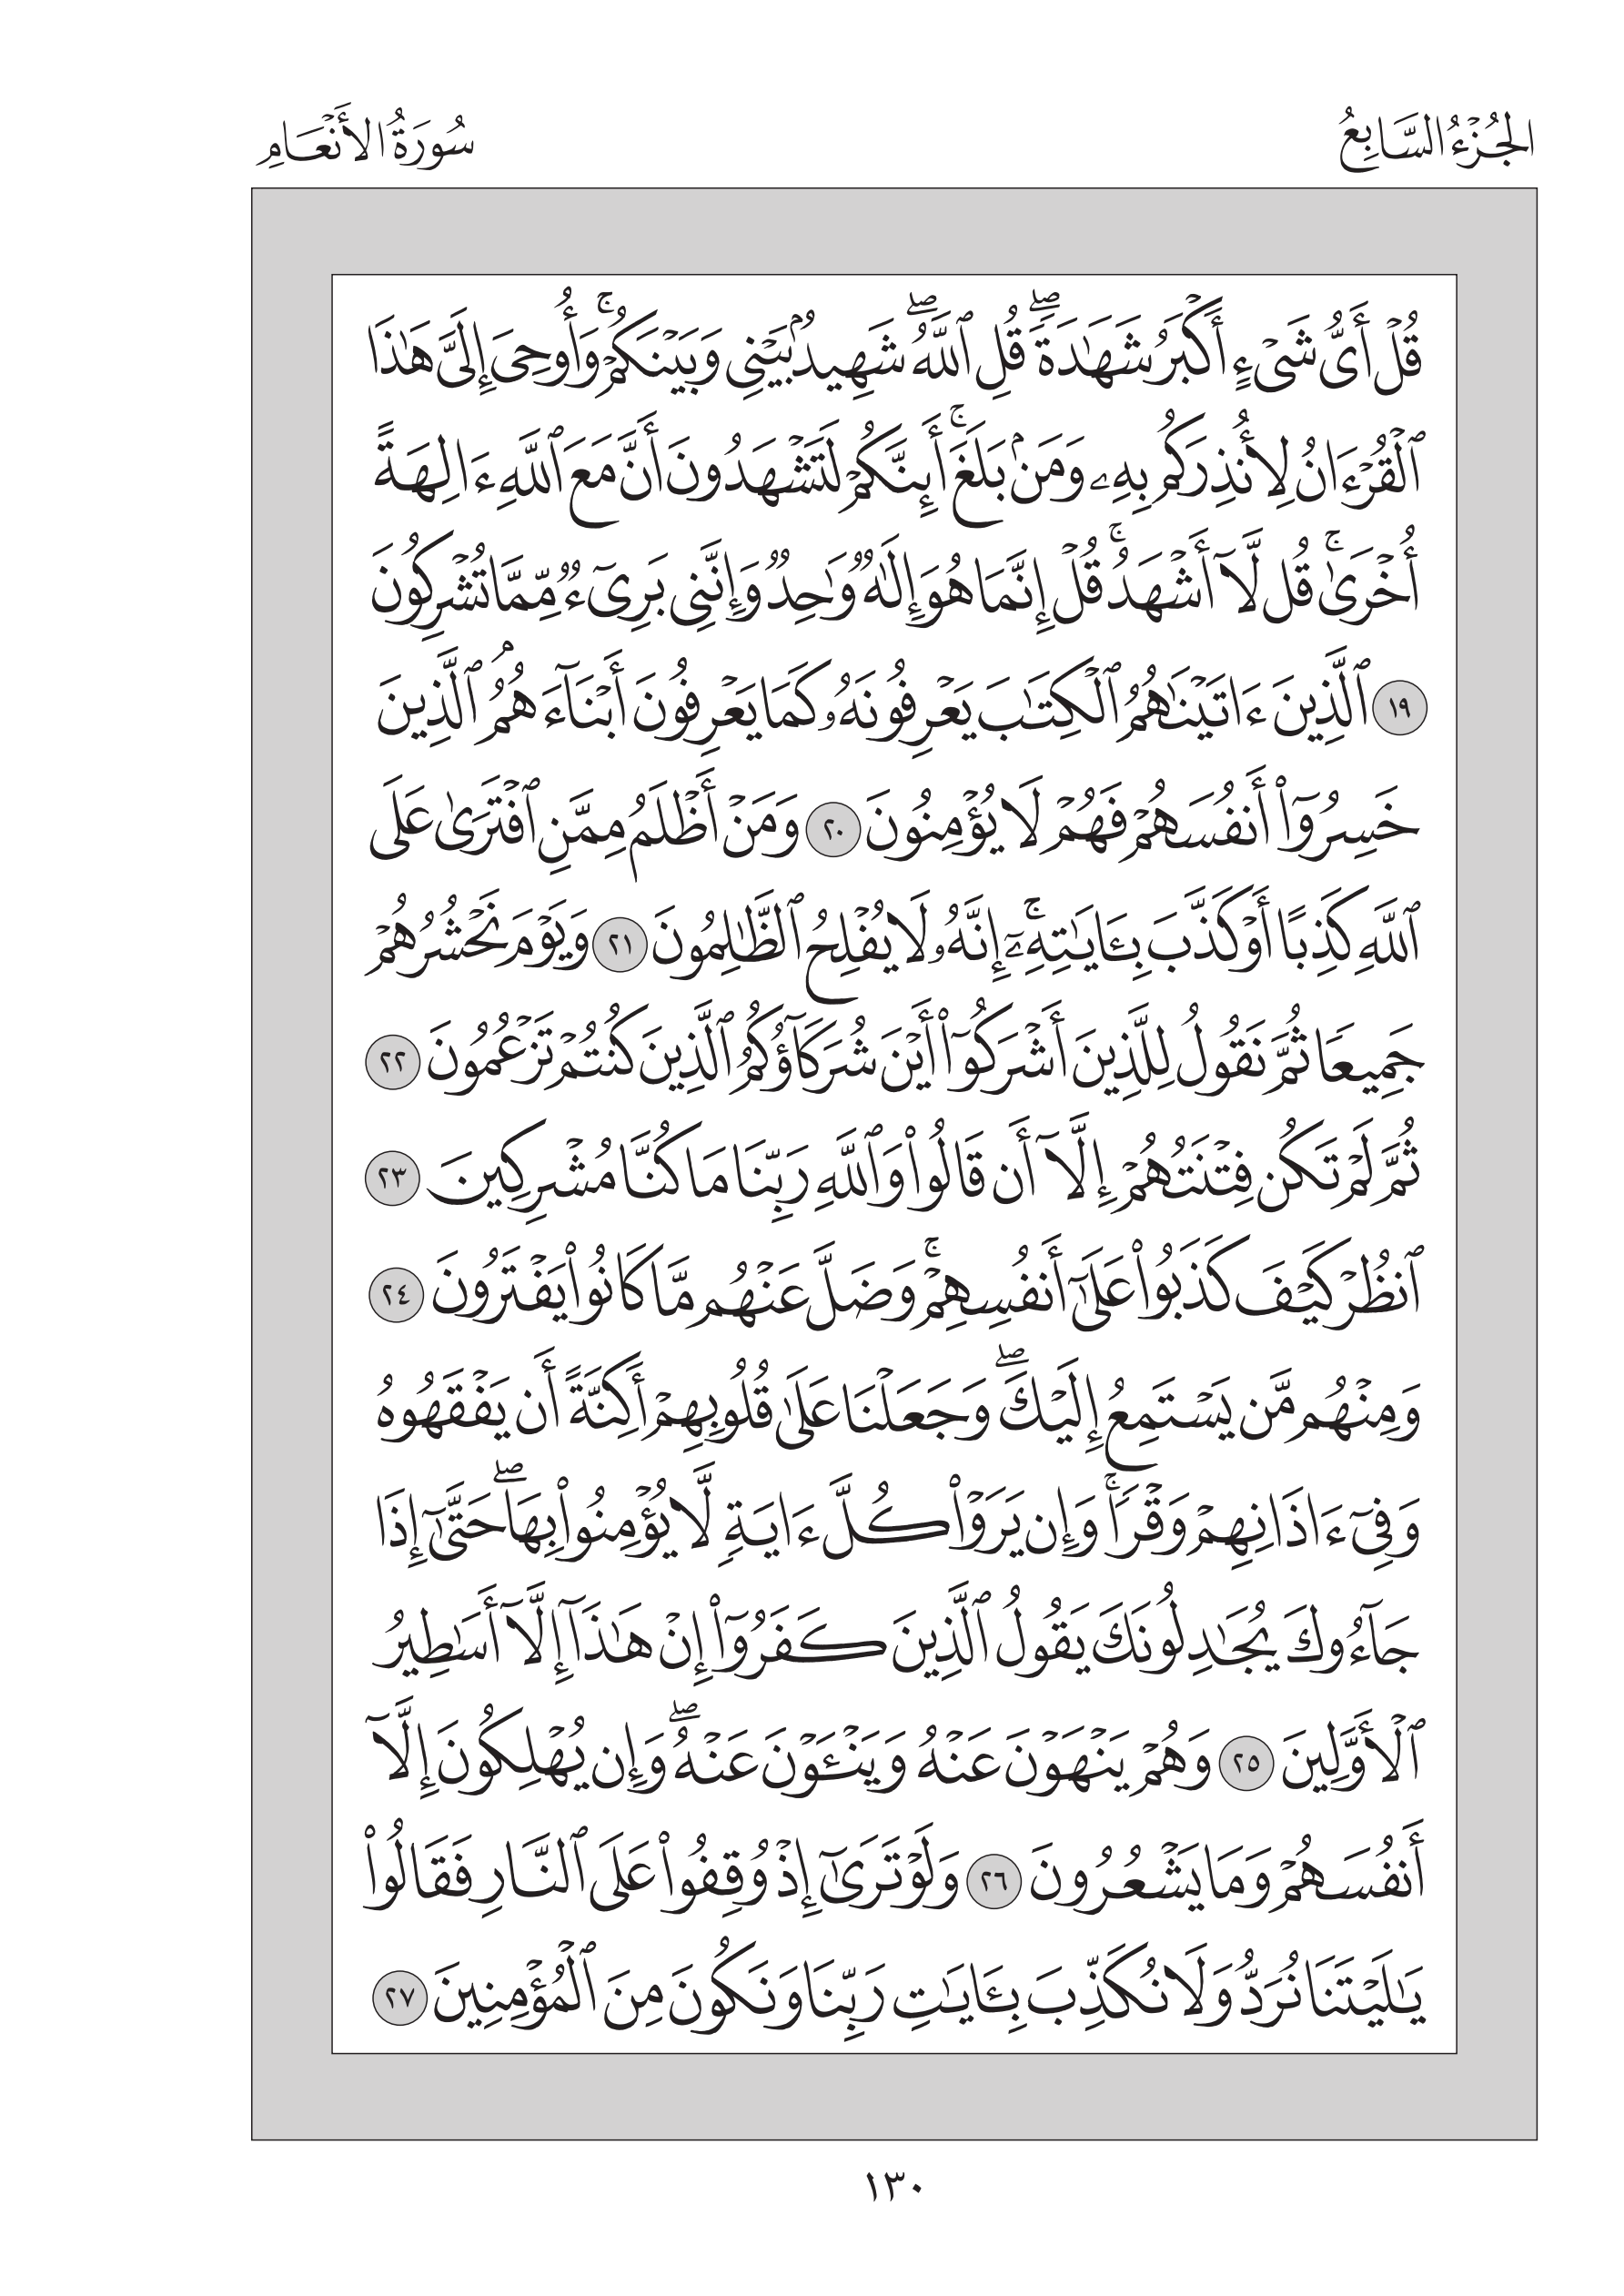 الجُزْءُ السَّابِعُ
سُورَةُ الأَنْعَامِ
قُلْ أَىُّ شَىْءٍ أَكْبَرُ شَهَـٰدَةًۖ قُلِ ٱللَّهُۖ شَهِيدُۢ بَيْنِى وَبَيْنَكُمْۚ وَأُوحِىَ إِلَىَّ هَـٰذَا
ٱلْقُرْءَانُ لِأُنذِرَكُم بِهِۦ وَمَنۢ بَلَغَۚ أَئِنَّكُمْ لَتَشْهَدُونَ أَنَّ مَعَ ٱللَّهِ ءَالِهَةً
أُخْرَىٰۚ قُل لَّآ أَشْهَدُۚ قُلْ إِنَّمَا هُوَ إِلَـٰهٌ وَٰحِدٌ وَإِنَّنِى بَرِىٓءٌ مِّمَّا تُشْرِكُونَ
١٩ ٱلَّذِينَ ءَاتَيْنَـٰهُمُ ٱلْكِتَـٰبَ يَعْرِفُونَهُۥ كَمَا يَعْرِفُونَ أَبْنَآءَهُمُۘ ٱلَّذِينَ
خَسِرُوٓا۟ أَنفُسَهُمْ فَهُمْ لَا يُؤْمِنُونَ ٢٠ وَمَنْ أَظْلَمُ مِمَّنِ ٱفْتَرَىٰ عَلَى
ٱللَّهِ كَذِبًا أَوْ كَذَّبَ بِـَٔايَـٰتِهِۦٓۚ إِنَّهُۥ لَا يُفْلِحُ ٱلظَّـٰلِمُونَ ٢١ وَيَوْمَ نَحْشُرُهُمْ
جَمِيعًا ثُمَّ نَقُولُ لِلَّذِينَ أَشْرَكُوٓا۟ أَيْنَ شُرَكَآؤُكُمُ ٱلَّذِينَ كُنتُمْ تَزْعُمُونَ ٢٢
ثُمَّ لَمْ تَكُن فِتْنَتُهُمْ إِلَّآ أَن قَالُوا۟ وَٱللَّهِ رَبِّنَا مَا كُنَّا مُشْرِكِينَ ٢٣
ٱنظُرْ كَيْفَ كَذَبُوا۟ عَلَىٰٓ أَنفُسِهِمْۚ وَضَلَّ عَنْهُم مَّا كَانُوا۟ يَفْتَرُونَ ٢٤
وَمِنْهُم مَّن يَسْتَمِعُ إِلَيْكَۖ وَجَعَلْنَا عَلَىٰ قُلُوبِهِمْ أَكِنَّةً أَن يَفْقَهُوهُ
وَفِىٓ ءَاذَانِهِمْ وَقْرًاۚ وَإِن يَرَوْا۟ كُلَّ ءَايَةٍ لَّا يُؤْمِنُوا۟ بِهَاۖ حَتَّىٰٓ إِذَا
جَآءُوكَ يُجَـٰدِلُونَكَ يَقُولُ ٱلَّذِينَ كَفَرُوٓا۟ إِنْ هَـٰذَآ إِلَّآ أَسَـٰطِيرُ
ٱلْأَوَّلِينَ ٢٥ وَهُمْ يَنْهَوْنَ عَنْهُ وَيَنْـَٔوْنَ عَنْهُۖ وَإِن يُهْلِكُونَ إِلَّآ
أَنفُسَهُمْ وَمَا يَشْعُرُونَ ٢٦ وَلَوْ تَرَىٰٓ إِذْ وُقِفُوا۟ عَلَى ٱلنَّارِ فَقَالُوا۟
يَـٰلَيْتَنَا نُرَدُّ وَلَا نُكَذِّبَ بِـَٔايَـٰتِ رَبِّنَا وَنَكُونَ مِنَ ٱلْمُؤْمِنِينَ ٢٧
١٣٠